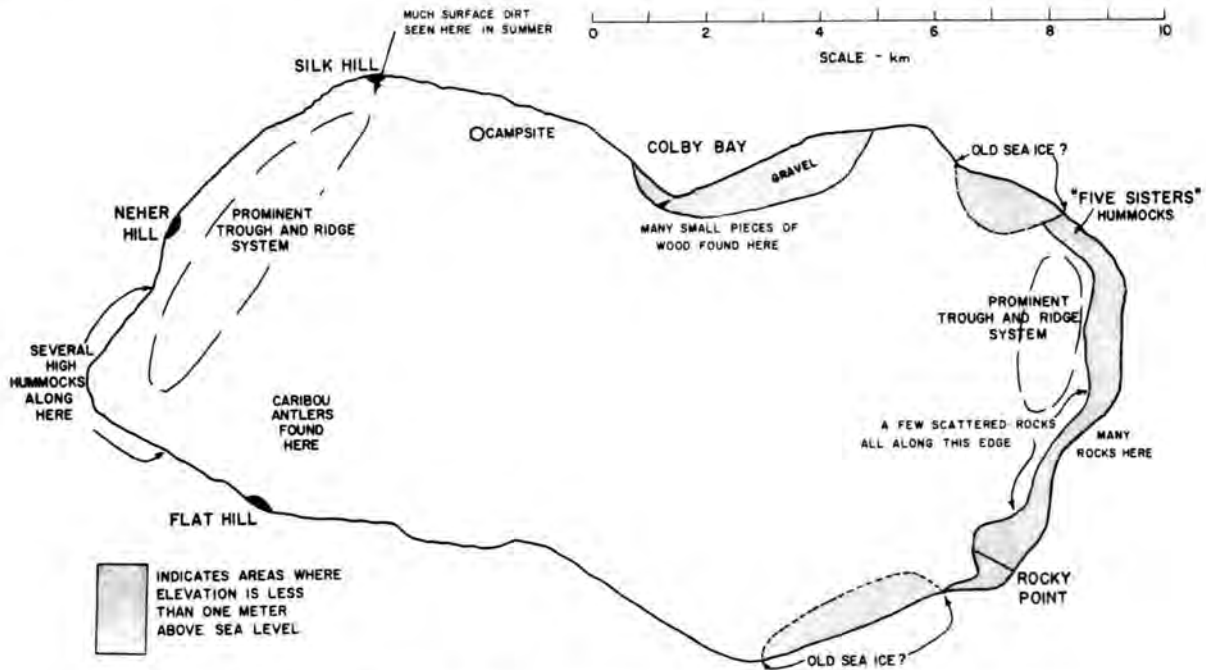 MUCH SURFACE DIRT
SEEN HERE IN SUMMER
0 2 4 6 8 10
SCALE - km
SILK HILL
CAMPSITE
COLBY BAY
GRAVEL
OLD SEA ICE ?
"FIVE SISTERS"
HUMMOCKS
NEHER
HILL
PROMINENT
TROUGH AND RIDGE
SYSTEM
MANY SMALL PIECES OF
WOOD FOUND HERE
PROMINENT
TROUGH AND RIDGE
SYSTEM
SEVERAL
HIGH
HUMMOCKS
ALONG
HERE
CARIBOU
ANTLERS
FOUND
HERE
A FEW SCATTERED ROCKS
ALL ALONG THIS EDGE
MANY
ROCKS HERE
FLAT HILL
INDICATES AREAS WHERE
ELEVATION IS LESS
THAN ONE METER
ABOVE SEA LEVEL
ROCKY
POINT
OLD SEA ICE ?